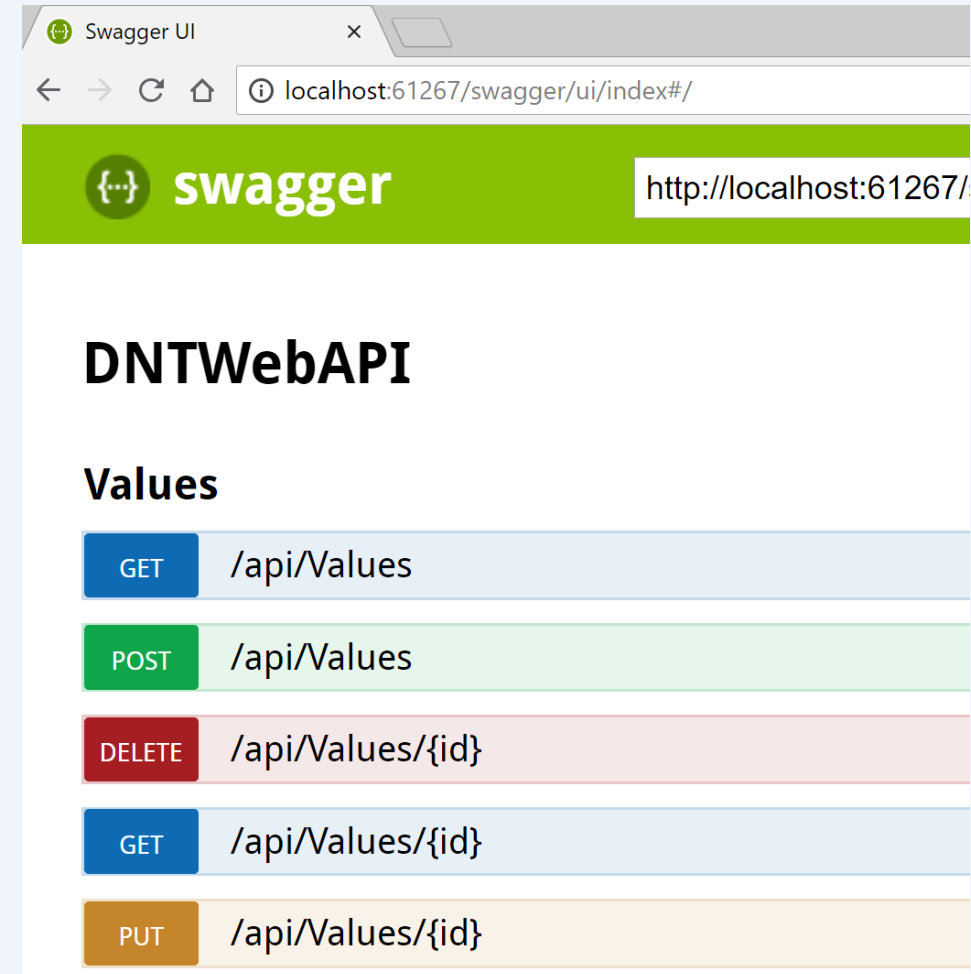 Swagger UI
localhost:61267/swagger/ui/index#/
{···} swagger http://localhost:61267/
DNTWebAPI
Values
GET /api/Values
POST /api/Values
DELETE /api/Values/{id}
GET /api/Values/{id}
PUT /api/Values/{id}